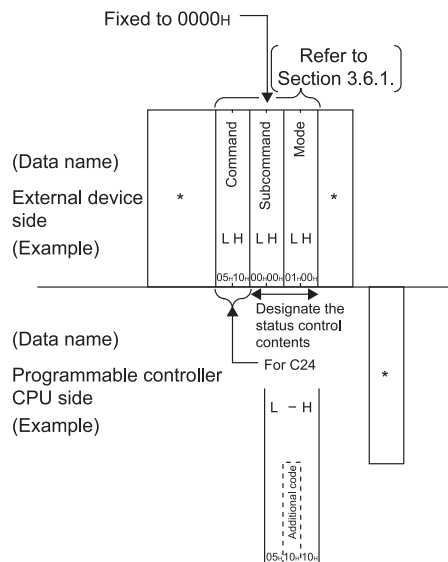 Fixed to 0000H
Refer to
Section 3.6.1.
(Data name)
External device
side
(Example)
*
Command
Subcommand
Mode
*
L H
L H
L H
05H 10H 00H 00H 01H 00H
Designate the
status control
contents
For C24
(Data name)
Programmable controller
CPU side
(Example)
*
L – H
Additional code
05H 10H 10H